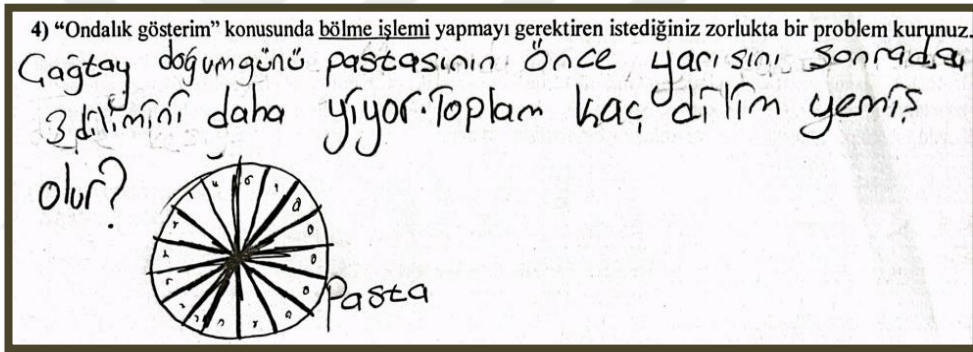 4) “Ondalık gösterim” konusunda bölme işlemi yapmayı gerektiren istediğiniz zorlukta bir problem kurunuz.
Çağtay doğumgünü pastasının önce yarısını sonrada
3 dilimini daha yiyor. Toplam kaç dilim yemiş
olur?
Pasta